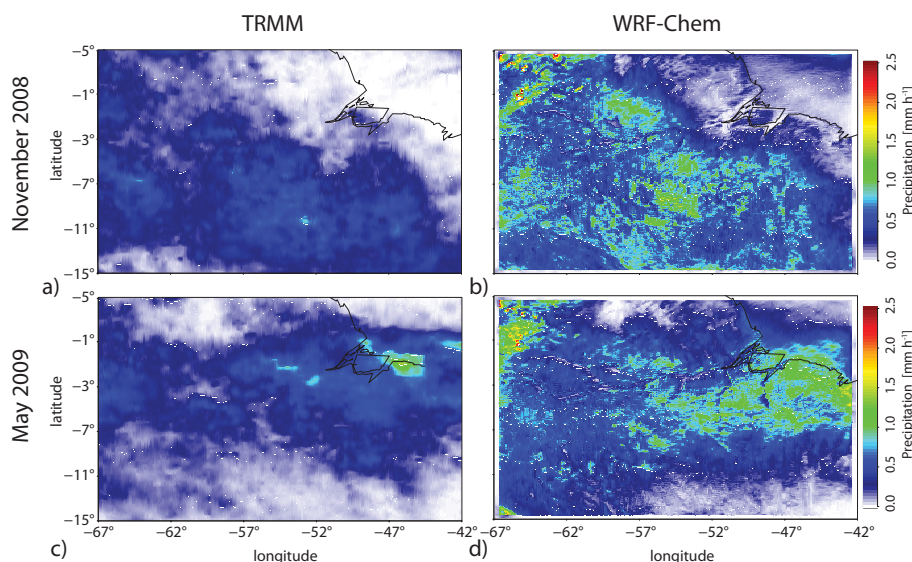 TRMM WRF-Chem
November 2008
latitude
−5°
−1°
−3°
−7°
−11°
−15°
a)
b)
2.5
2.0
1.5
1.0
0.5
0.0
Precipitation [mm h⁻¹]
May 2009
latitude
−5°
−1°
−3°
−7°
−11°
−15°
−67° −62° −57° −52° −47° −42°
longitude
c)
−67° −62° −57° −52° −47° −42°
longitude
d)
2.5
2.0
1.5
1.0
0.5
0.0
Precipitation [mm h⁻¹]